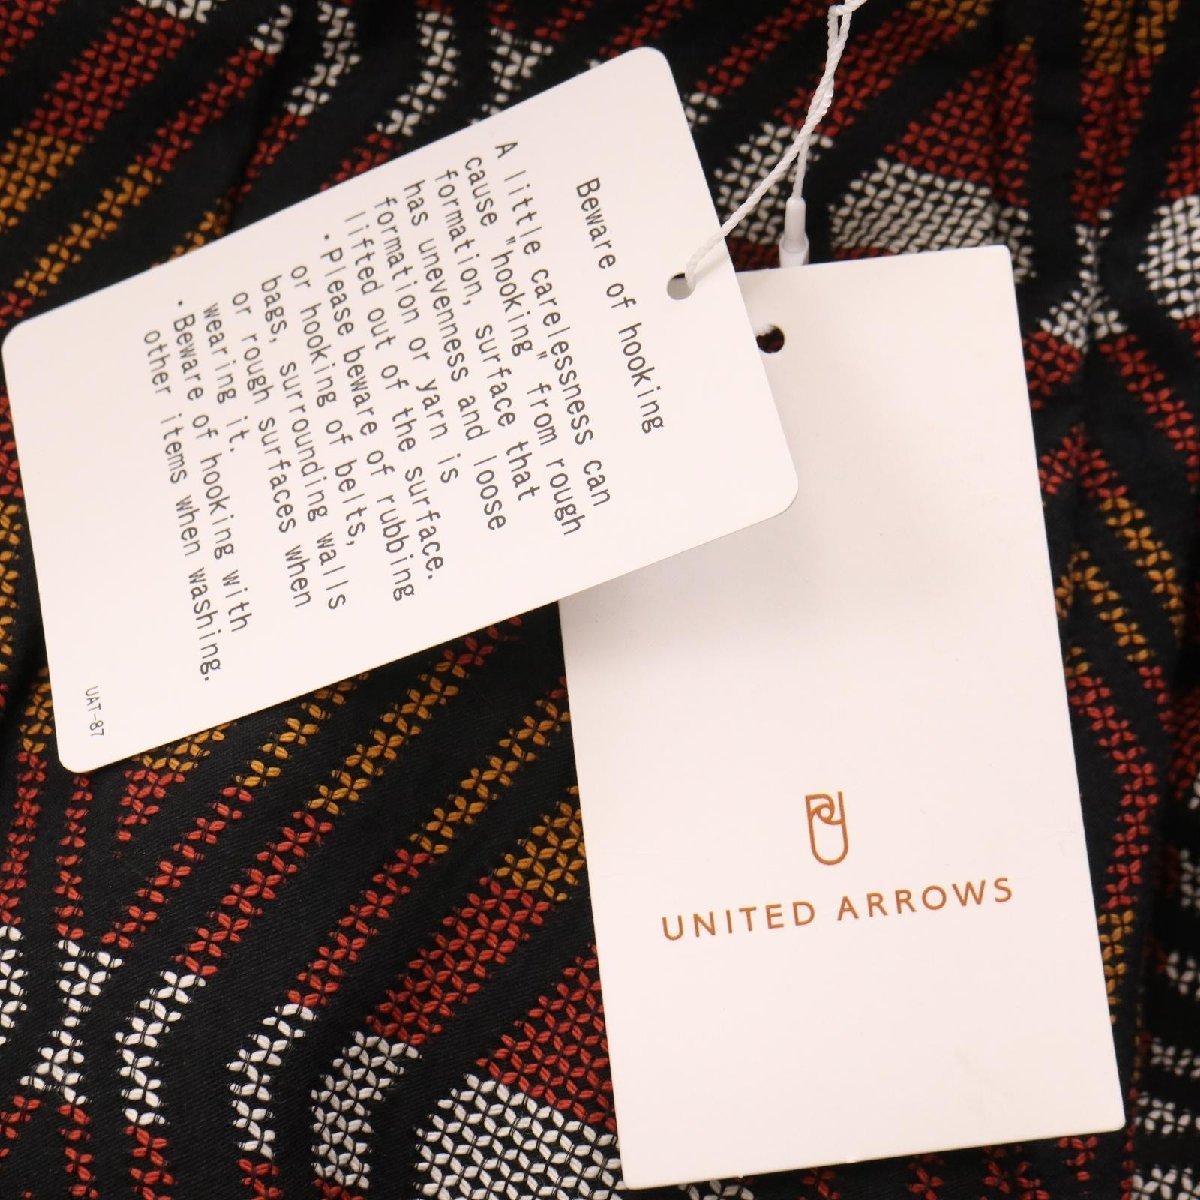 Beware of hooking
A little carelessness can
cause "hooking" from rough
formation, surface that
has unevenness and loose
formation or yarn is
lifted out of the surface.
・Please beware of rubbing
or hooking of belts,
bags, surrounding walls
or rough surfaces when
wearing it.
・Beware of hooking with
other items when washing.
UAT-87
UNITED ARROWS